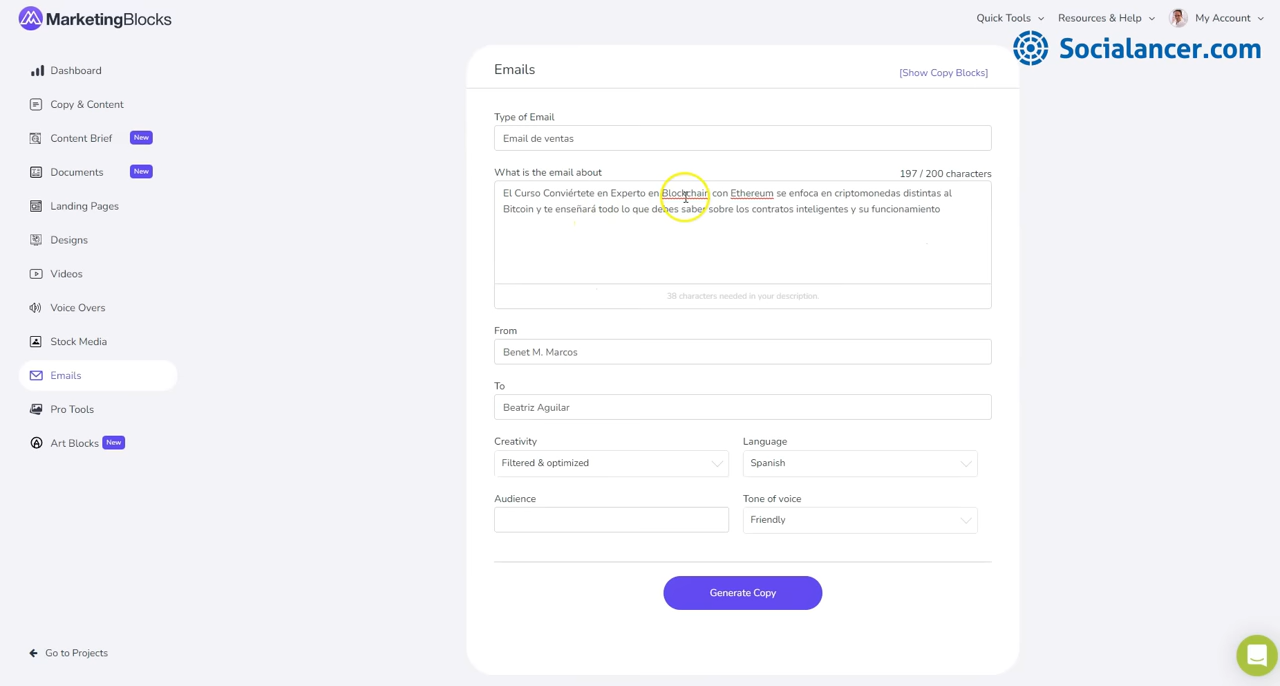 MarketingBlocks
Quick Tools
Resources & Help
My Account
Socialancer.com
Dashboard
Copy & Content
Content Brief
New
Documents
New
Landing Pages
Designs
Videos
Voice Overs
Stock Media
Emails
Pro Tools
Art Blocks
New
Go to Projects
Emails
[Show Copy Blocks]
Type of Email
Email de ventas
What is the email about
197 / 200 characters
El Curso Conviértete en Experto en Blockchain con Ethereum se enfoca en criptomonedas distintas al
Bitcoin y te enseñará todo lo que debes saber sobre los contratos inteligentes y su funcionamiento
38 characters needed in your description.
From
Benet M. Marcos
To
Beatriz Aguilar
Creativity
Language
Filtered & optimized
Spanish
Audience
Tone of voice
Friendly
Generate Copy